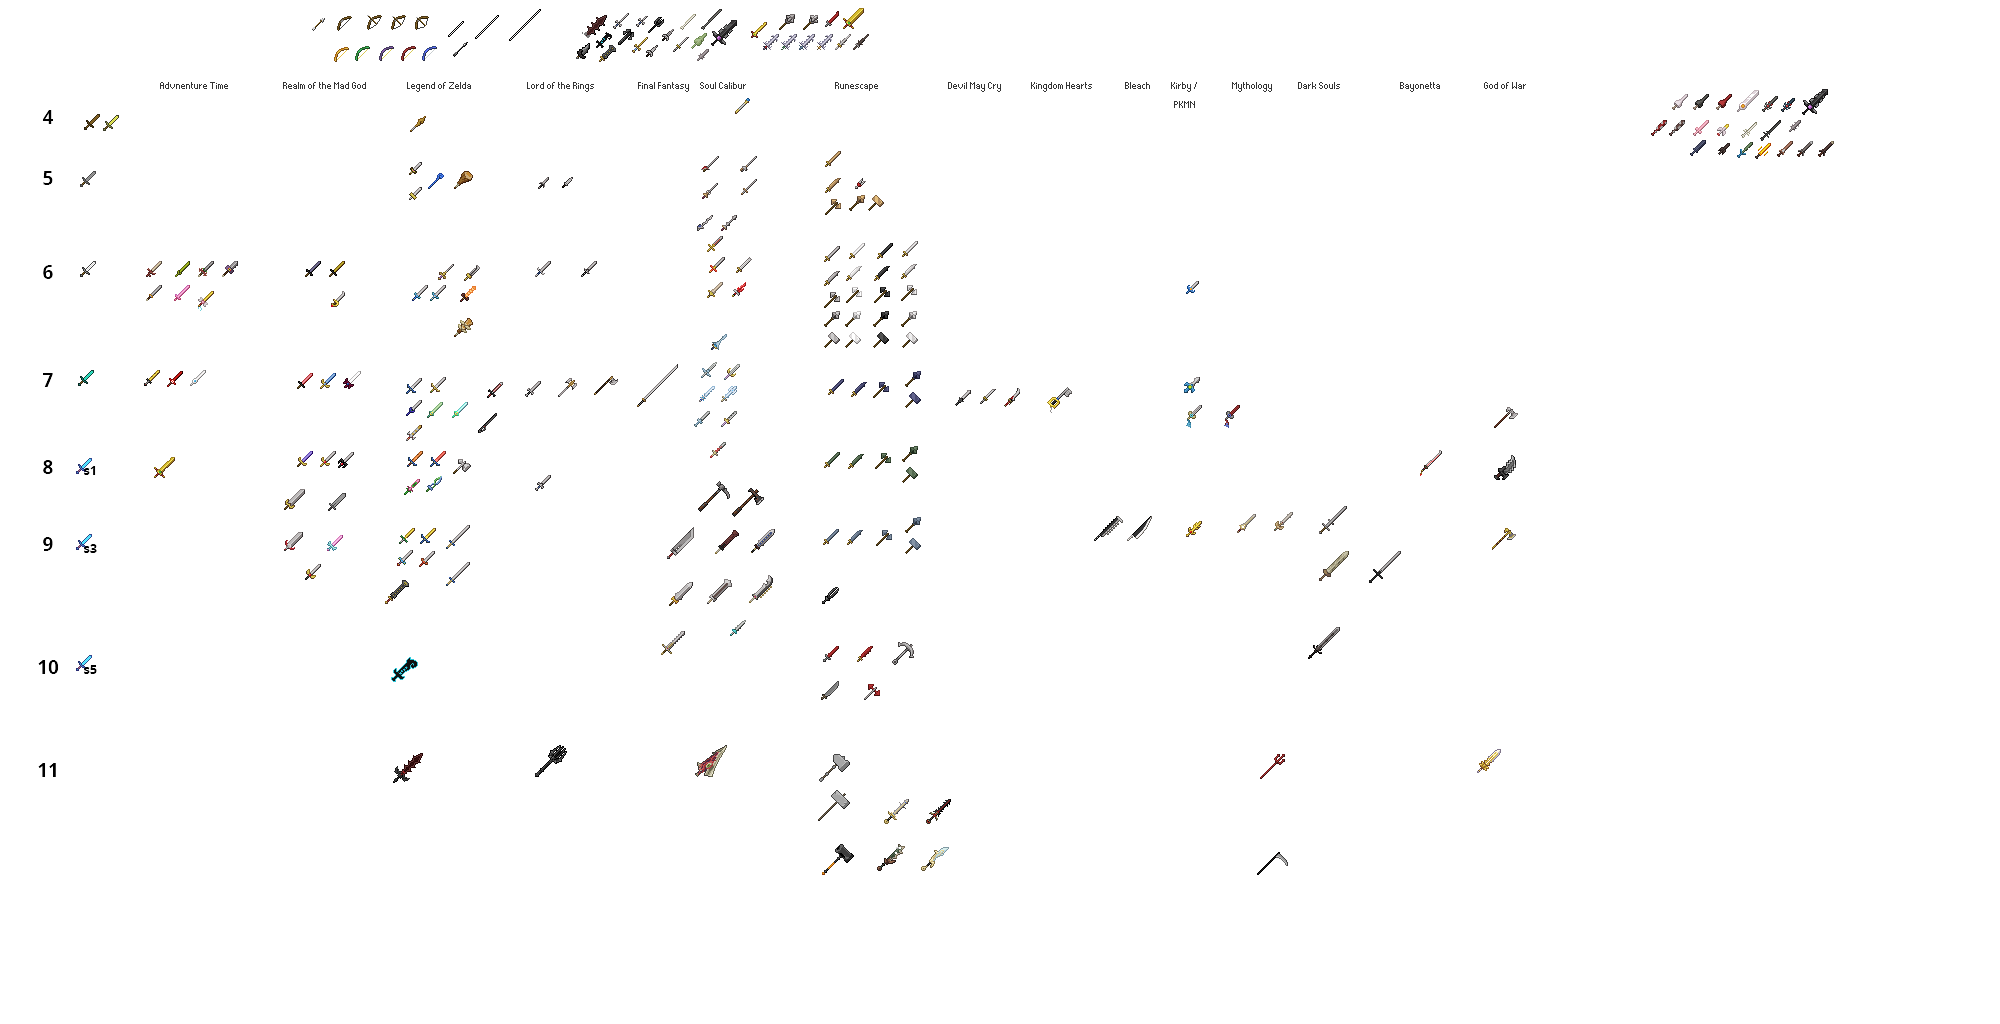 Advnenture Time Realm of the Mad God Legend of Zelda Lord of the Rings Final Fantasy Soul Calibur Runescape Devil May Cry Kingdom Hearts Bleach Kirby / Mythology Dark Souls Bayonetta God of War
PKMN
4
5
6
7
8 s1
9 s3
10 s5
11